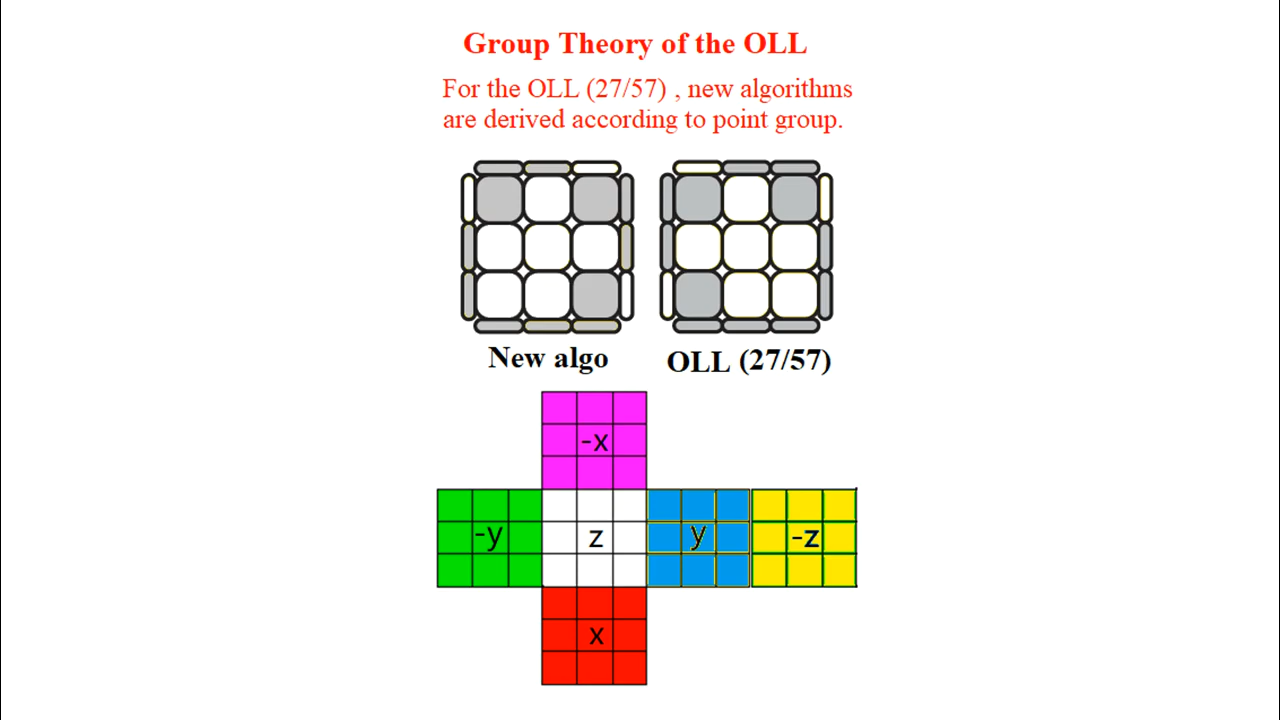 Group Theory of the OLL
For the OLL (27/57) , new algorithms
are derived according to point group.
New algo
OLL (27/57)
-x
-y
z
y
-z
x